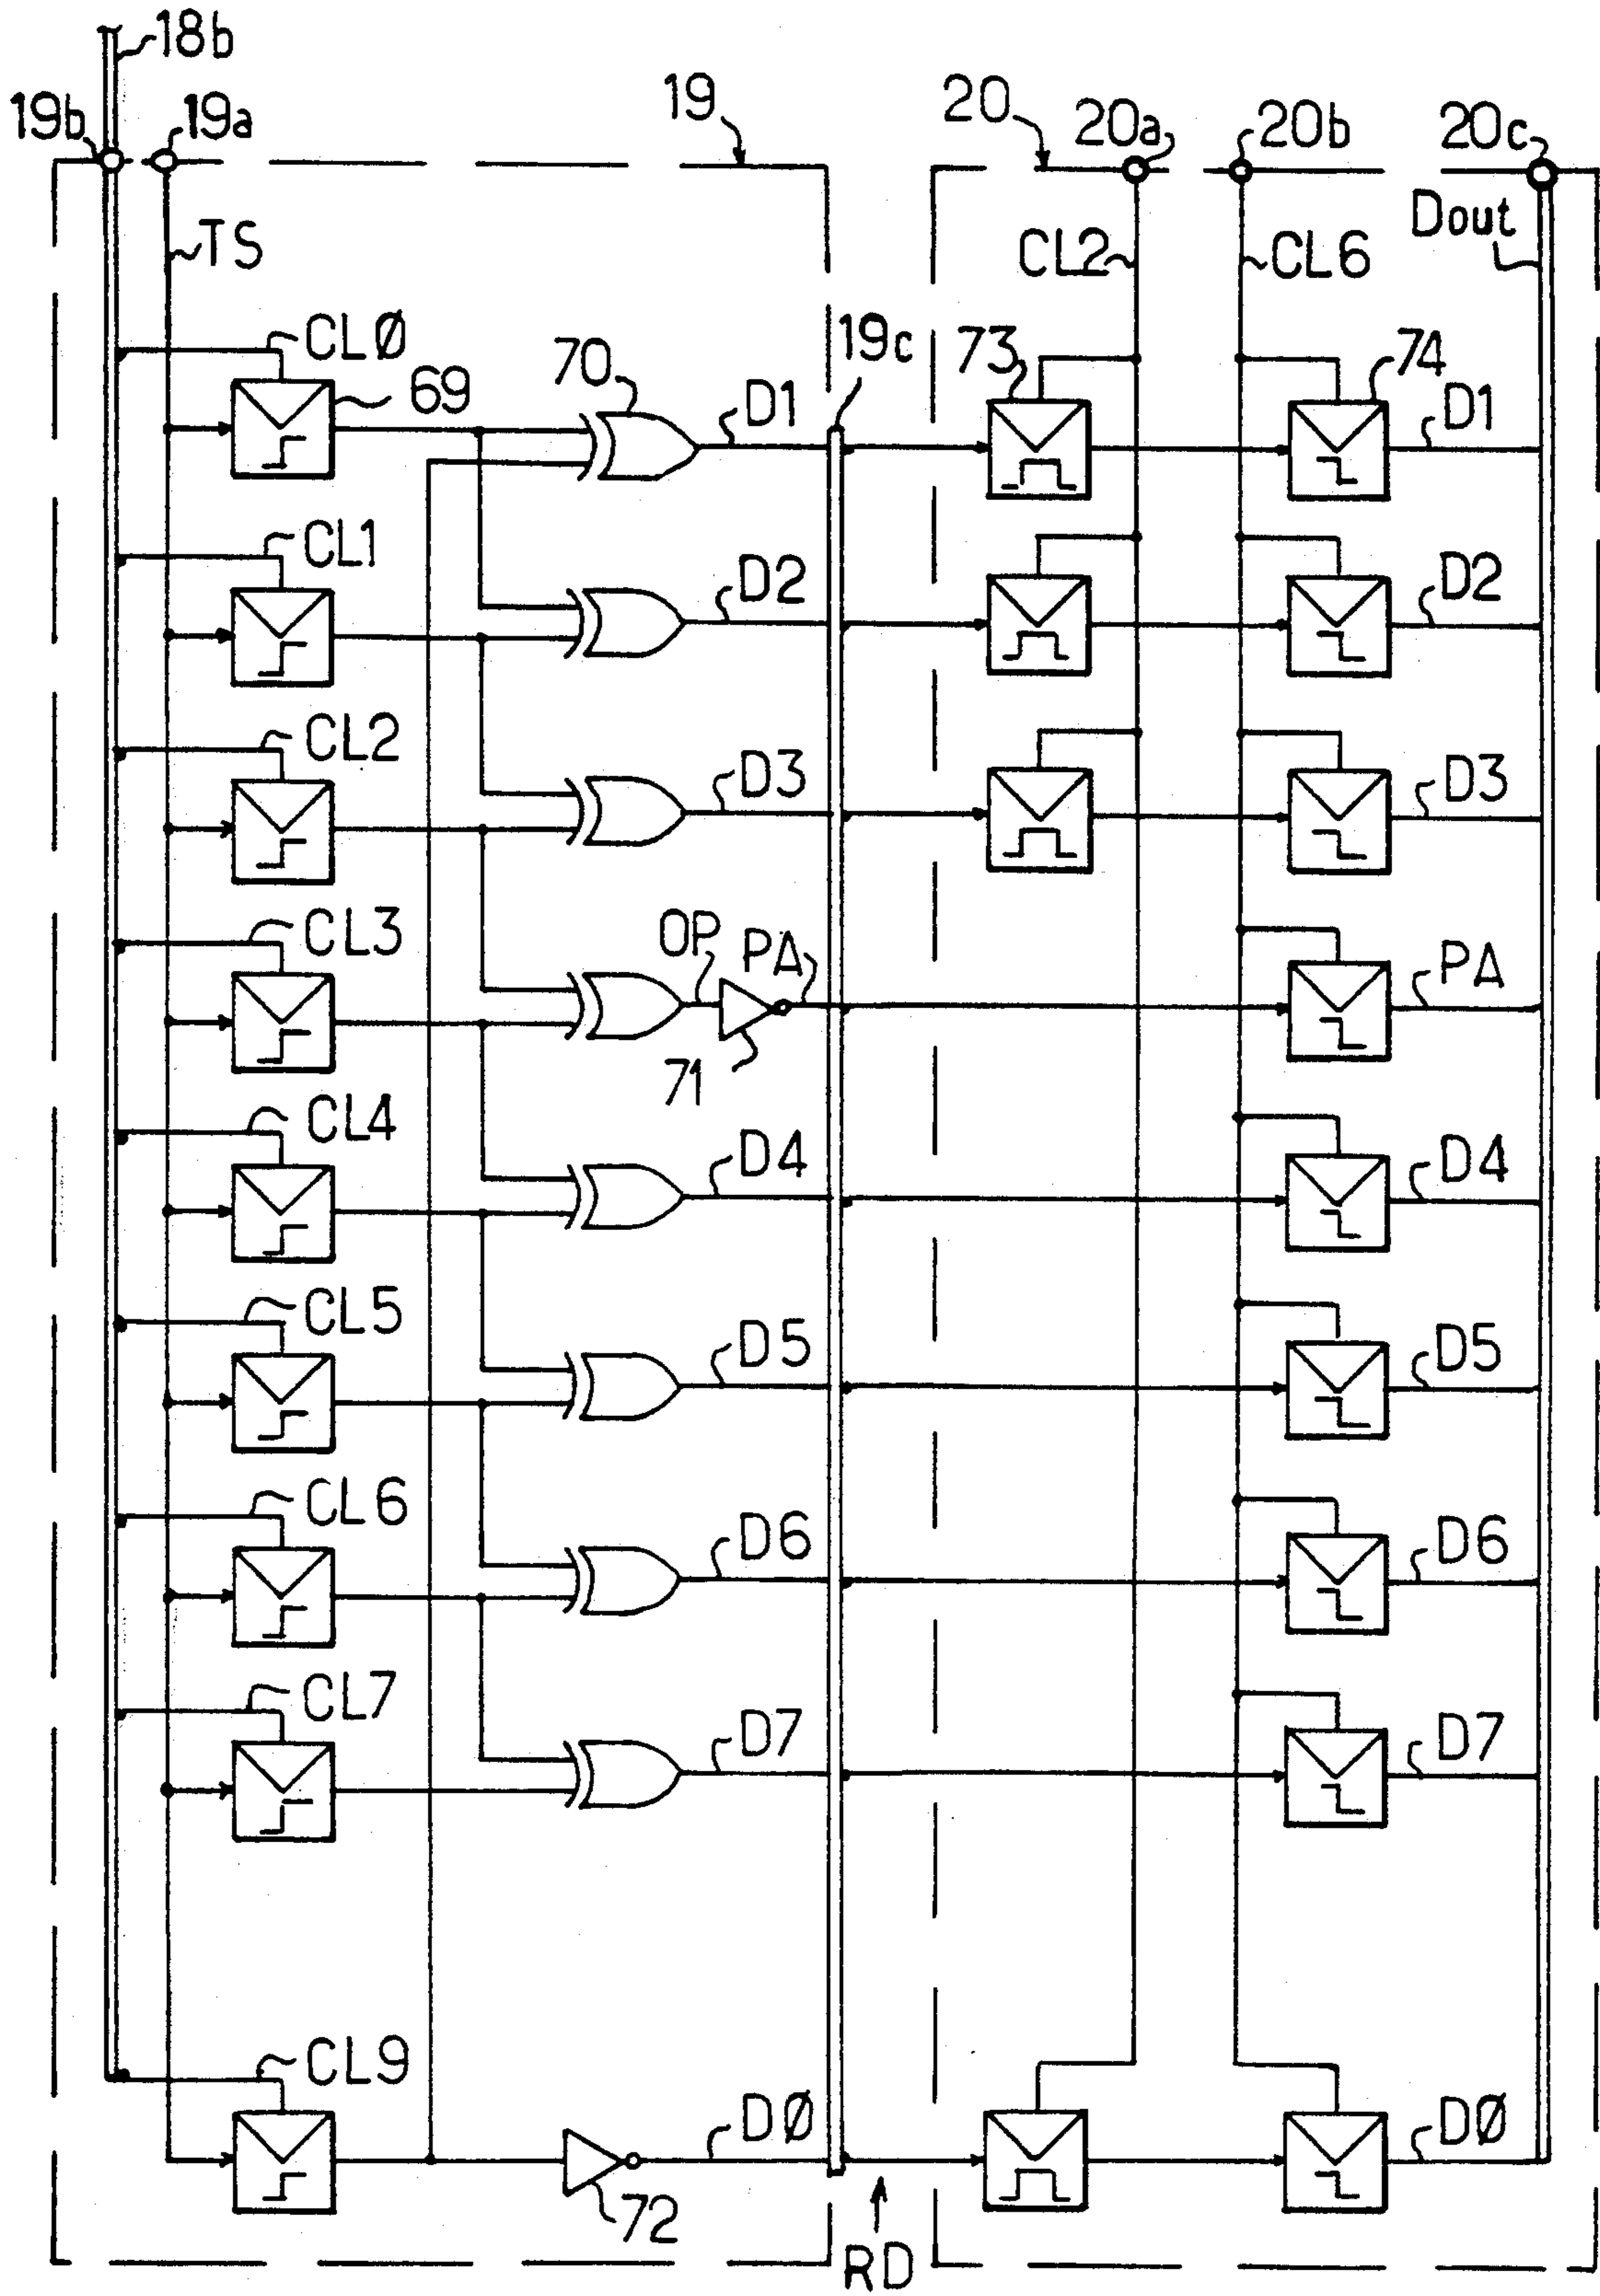 18b
19b
19a
19
20
20a
20b
20c
TS
CL2
CL6
Dout
CLØ
69
70
D1
19c
73
74
D1
CL1
D2
D2
CL2
D3
D3
CL3
OP
PA
71
PA
CL4
D4
D4
CL5
D5
D5
CL6
D6
D6
CL7
D7
D7
CL9
DØ
DØ
72
RD